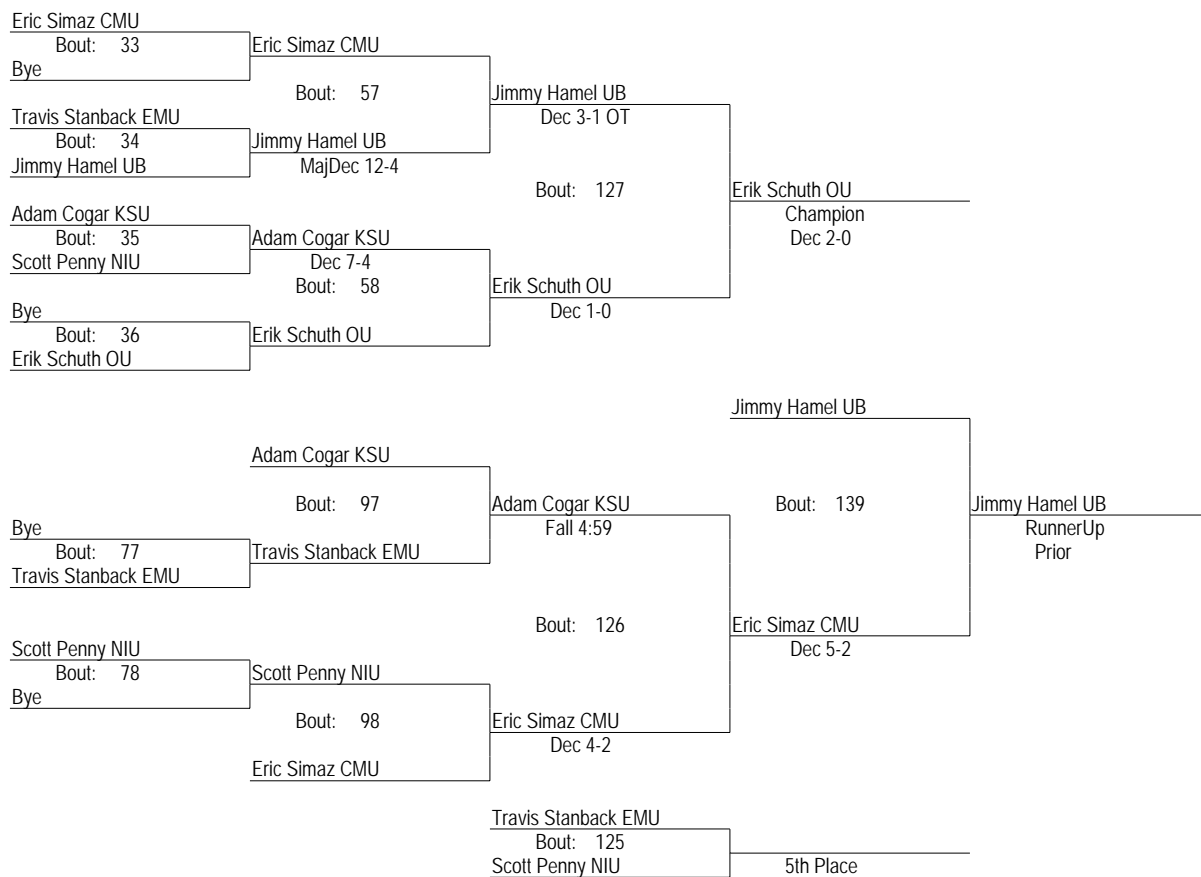 Eric Simaz CMU
Bout: 33
Bye
Eric Simaz CMU
Bout: 57
Travis Stanback EMU
Bout: 34
Jimmy Hamel UB
Jimmy Hamel UB
MajDec 12-4
Jimmy Hamel UB
Dec 3-1 OT
Bout: 127
Adam Cogar KSU
Bout: 35
Scott Penny NIU
Adam Cogar KSU
Dec 7-4
Bout: 58
Bye
Bout: 36
Erik Schuth OU
Erik Schuth OU
Erik Schuth OU
Dec 1-0
Erik Schuth OU
Champion
Dec 2-0
Jimmy Hamel UB
Adam Cogar KSU
Bout: 97
Bye
Bout: 77
Travis Stanback EMU
Travis Stanback EMU
Adam Cogar KSU
Fall 4:59
Bout: 139
Jimmy Hamel UB
RunnerUp
Prior
Bout: 126
Eric Simaz CMU
Dec 5-2
Scott Penny NIU
Bout: 78
Bye
Scott Penny NIU
Bout: 98
Eric Simaz CMU
Eric Simaz CMU
Dec 4-2
Travis Stanback EMU
Bout: 125
Scott Penny NIU
5th Place